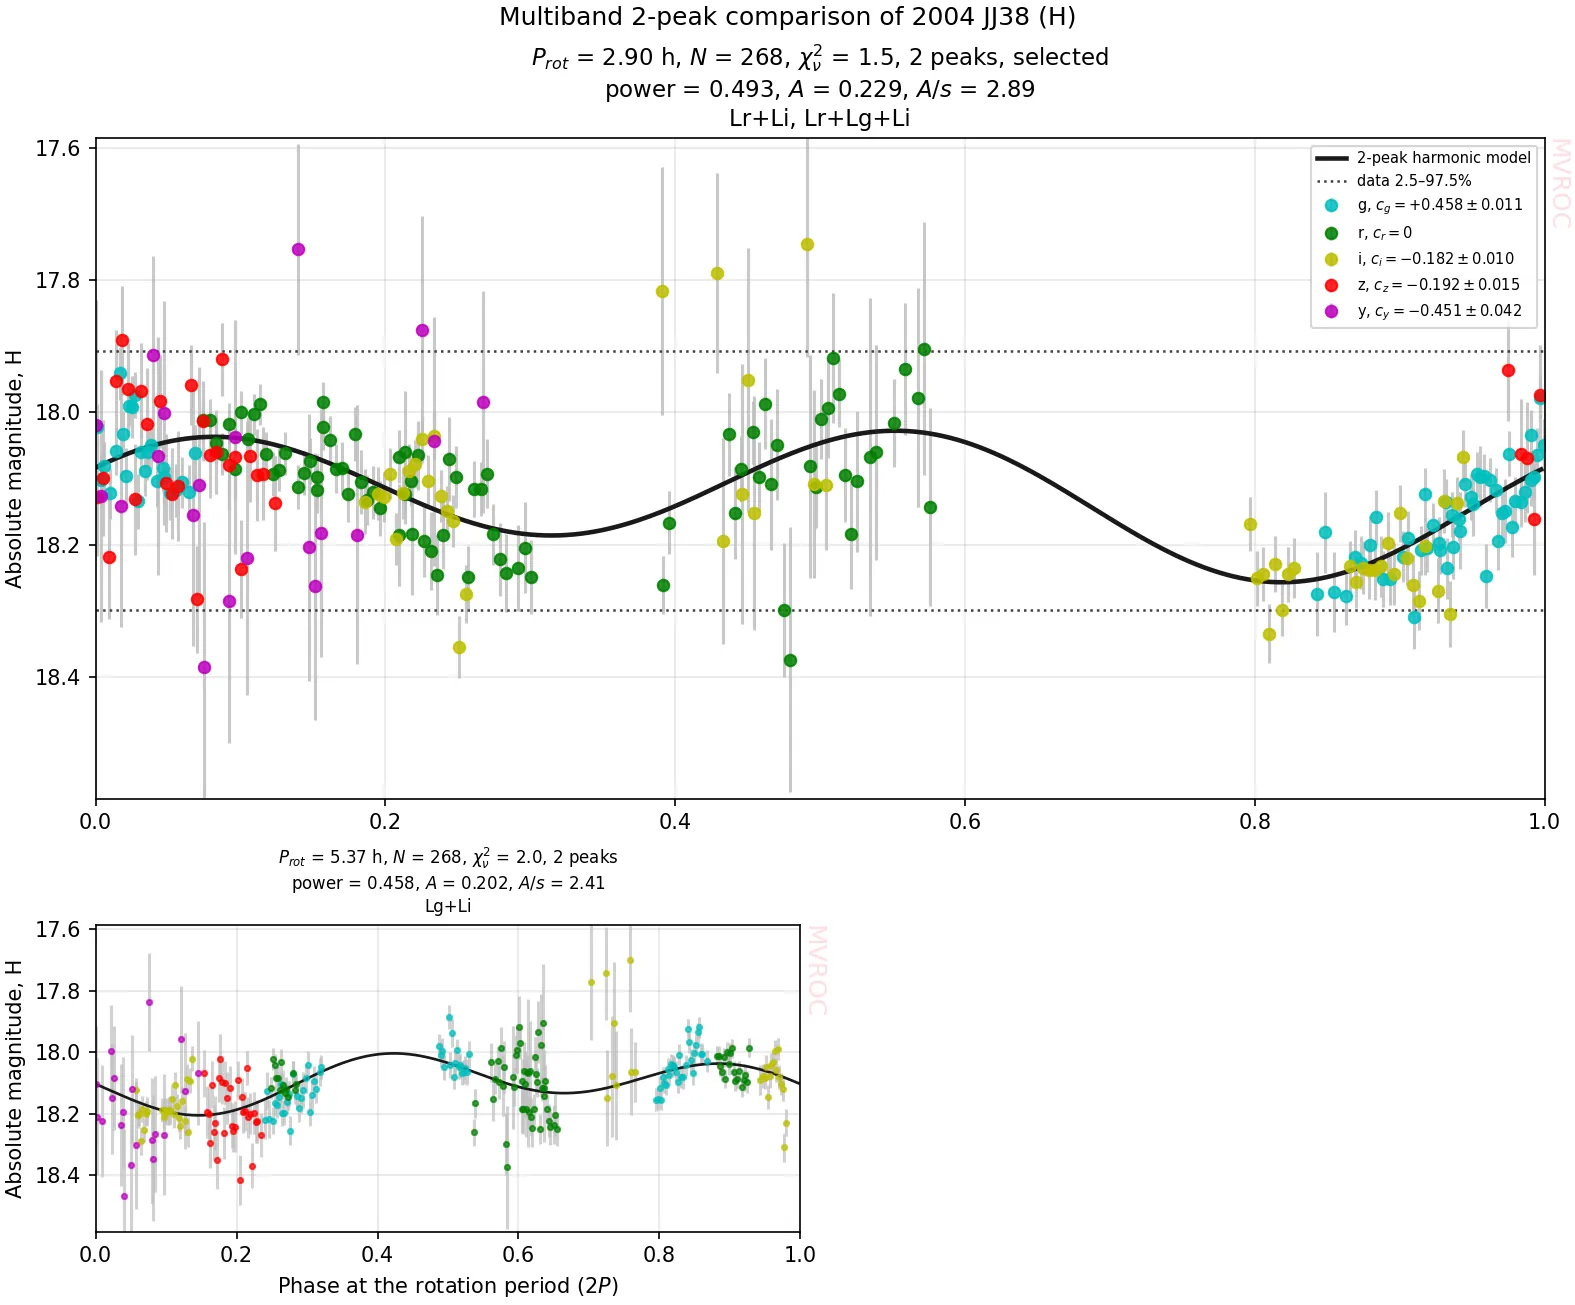 Multiband 2-peak comparison of 2004 JJ38 (H)
P_rot = 2.90 h, N = 268, χ²_ν = 1.5, 2 peaks, selected
power = 0.493, A = 0.229, A/s = 2.89
Lr+Li, Lr+Lg+Li
Absolute magnitude, H
17.6
17.8
18.0
18.2
18.4
0.0 0.2 0.4 0.6 0.8 1.0
2-peak harmonic model
data 2.5–97.5%
g, c_g = +0.458 ± 0.011
r, c_r = 0
i, c_i = −0.182 ± 0.010
z, c_z = −0.192 ± 0.015
y, c_y = −0.451 ± 0.042
MVROC
P_rot = 5.37 h, N = 268, χ²_ν = 2.0, 2 peaks
power = 0.458, A = 0.202, A/s = 2.41
Lg+Li
Absolute magnitude, H
17.6
17.8
18.0
18.2
18.4
0.0 0.2 0.4 0.6 0.8 1.0
Phase at the rotation period (2P)
MVROC